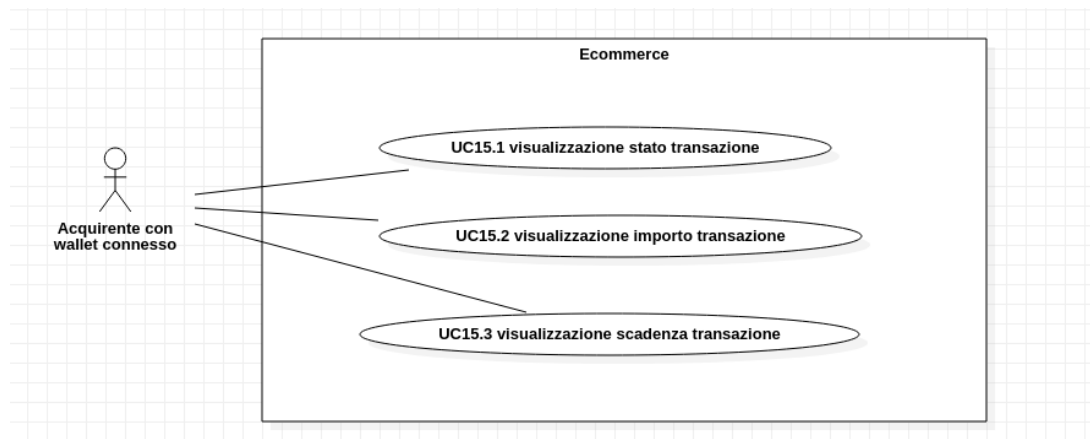 Ecommerce
UC15.1 visualizzazione stato transazione
Acquirente con
wallet connesso
UC15.2 visualizzazione importo transazione
UC15.3 visualizzazione scadenza transazione